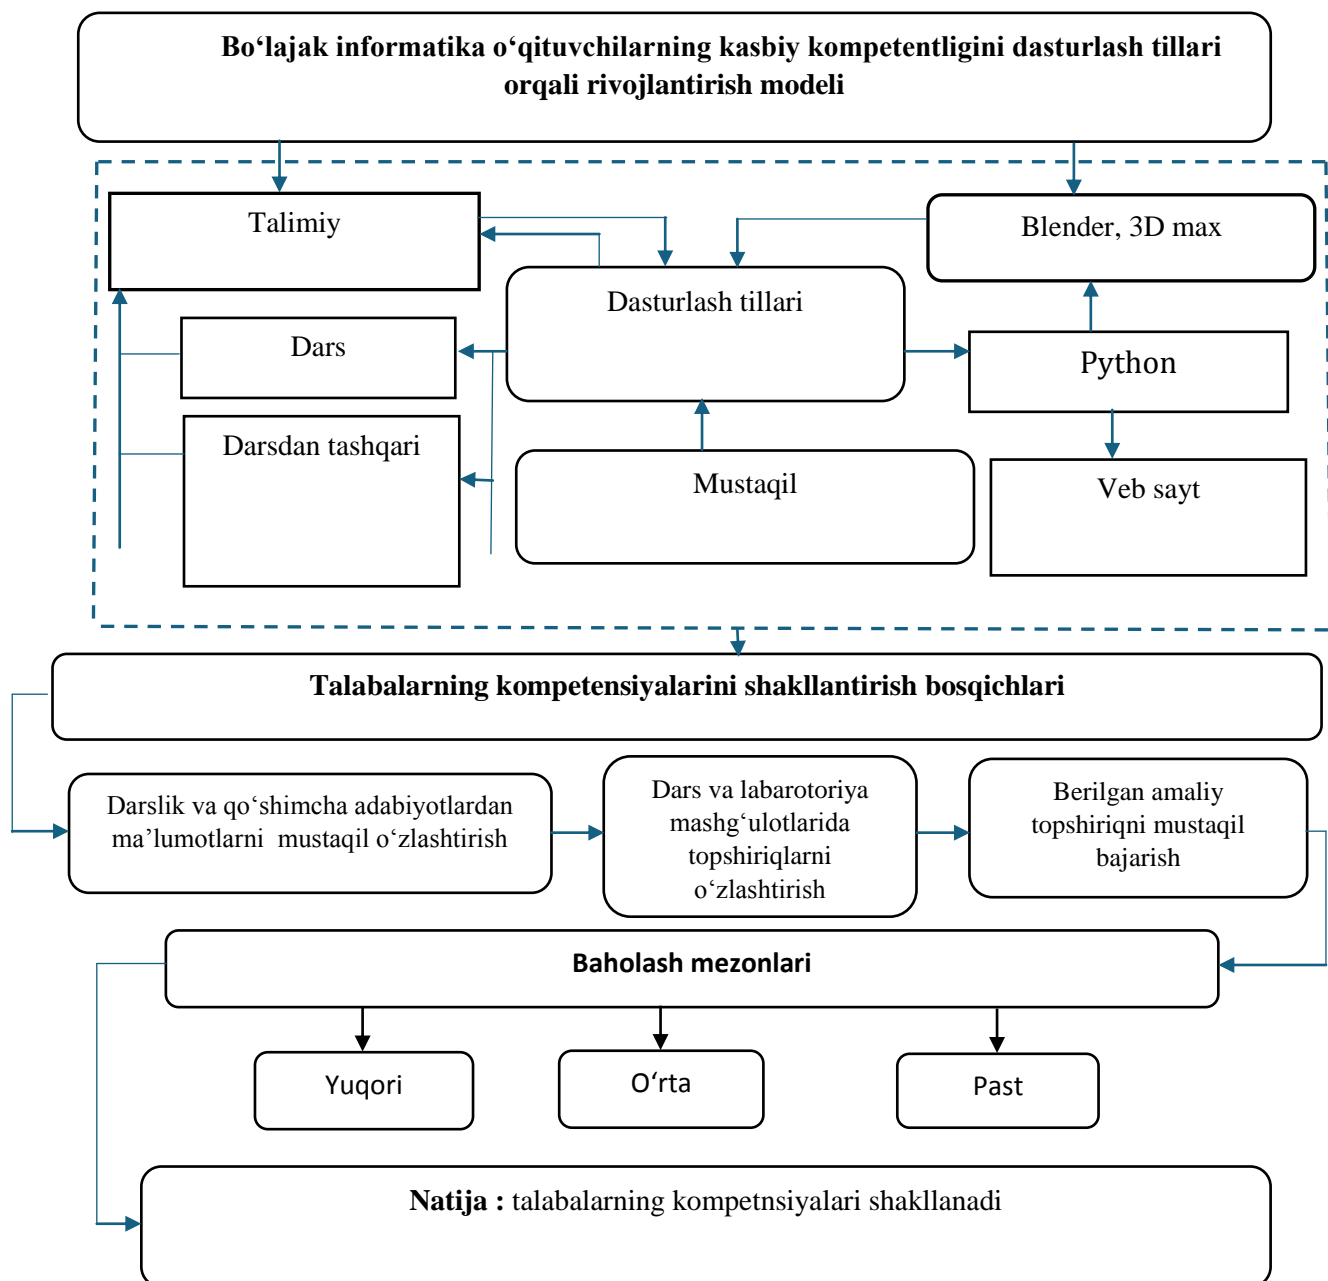 Bo‘lajak informatika o‘qituvchilarning kasbiy kompetentligini dasturlash tillari
orqali rivojlantirish modeli
Talimiy
Blender, 3D max
Dasturlash tillari
Dars
Python
Darsdan tashqari
Mustaqil
Veb sayt
Talabalarning kompetensiyalarini shakllantirish bosqichlari
Darslik va qo‘shimcha adabiyotlardan
ma’lumotlarni mustaqil o‘zlashtirish
Dars va labarotoriya
mashg‘ulotlarida
topshiriqlarni
o‘zlashtirish
Berilgan amaliy
topshiriqni mustaqil
bajarish
Baholash mezonlari
Yuqori
O‘rta
Past
Natija : talabalarning kompetnsiyalari shakllanadi